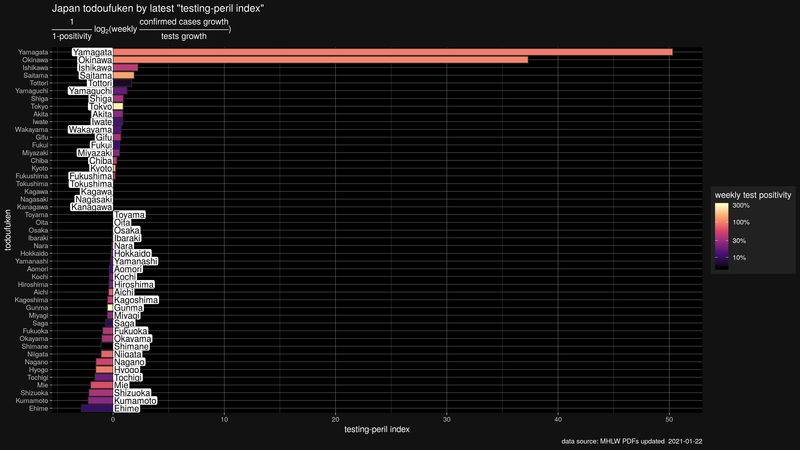 Japan todoufuken by latest "testing-peril index"
1 confirmed cases growth
log2(weekly )
1-positivity tests growth
Yamagata Yamagata
Okinawa Okinawa
Ishikawa Ishikawa
Saitama Saitama
Tottori Tottori
Yamaguchi Yamaguchi
Shiga Shiga
Tokyo Tokyo
Akita Akita
Iwate Iwate
Wakayama Wakayama
Gifu Gifu
Fukui Fukui
Miyazaki Miyazaki
Chiba Chiba
Kyoto Kyoto
Fukushima Fukushima
Tokushima Tokushima
Kagawa Kagawa
Nagasaki Nagasaki
Kanagawa Kanagawa
Toyama Toyama
Oita Oita
Osaka Osaka
Ibaraki Ibaraki
Nara Nara
Hokkaido Hokkaido
Yamanashi Yamanashi
Aomori Aomori
Kochi Kochi
Hiroshima Hiroshima
Aichi Aichi
Kagoshima Kagoshima
Gunma Gunma
Miyagi Miyagi
Saga Saga
Fukuoka Fukuoka
Okayama Okayama
Shimane Shimane
Niigata Niigata
Nagano Nagano
Hyogo Hyogo
Tochigi Tochigi
Mie Mie
Shizuoka Shizuoka
Kumamoto Kumamoto
Ehime Ehime
todoufuken
0 10 20 30 40 50
testing-peril index
weekly test positivity
300%
100%
30%
10%
data source: MHLW PDFs updated 2021-01-22